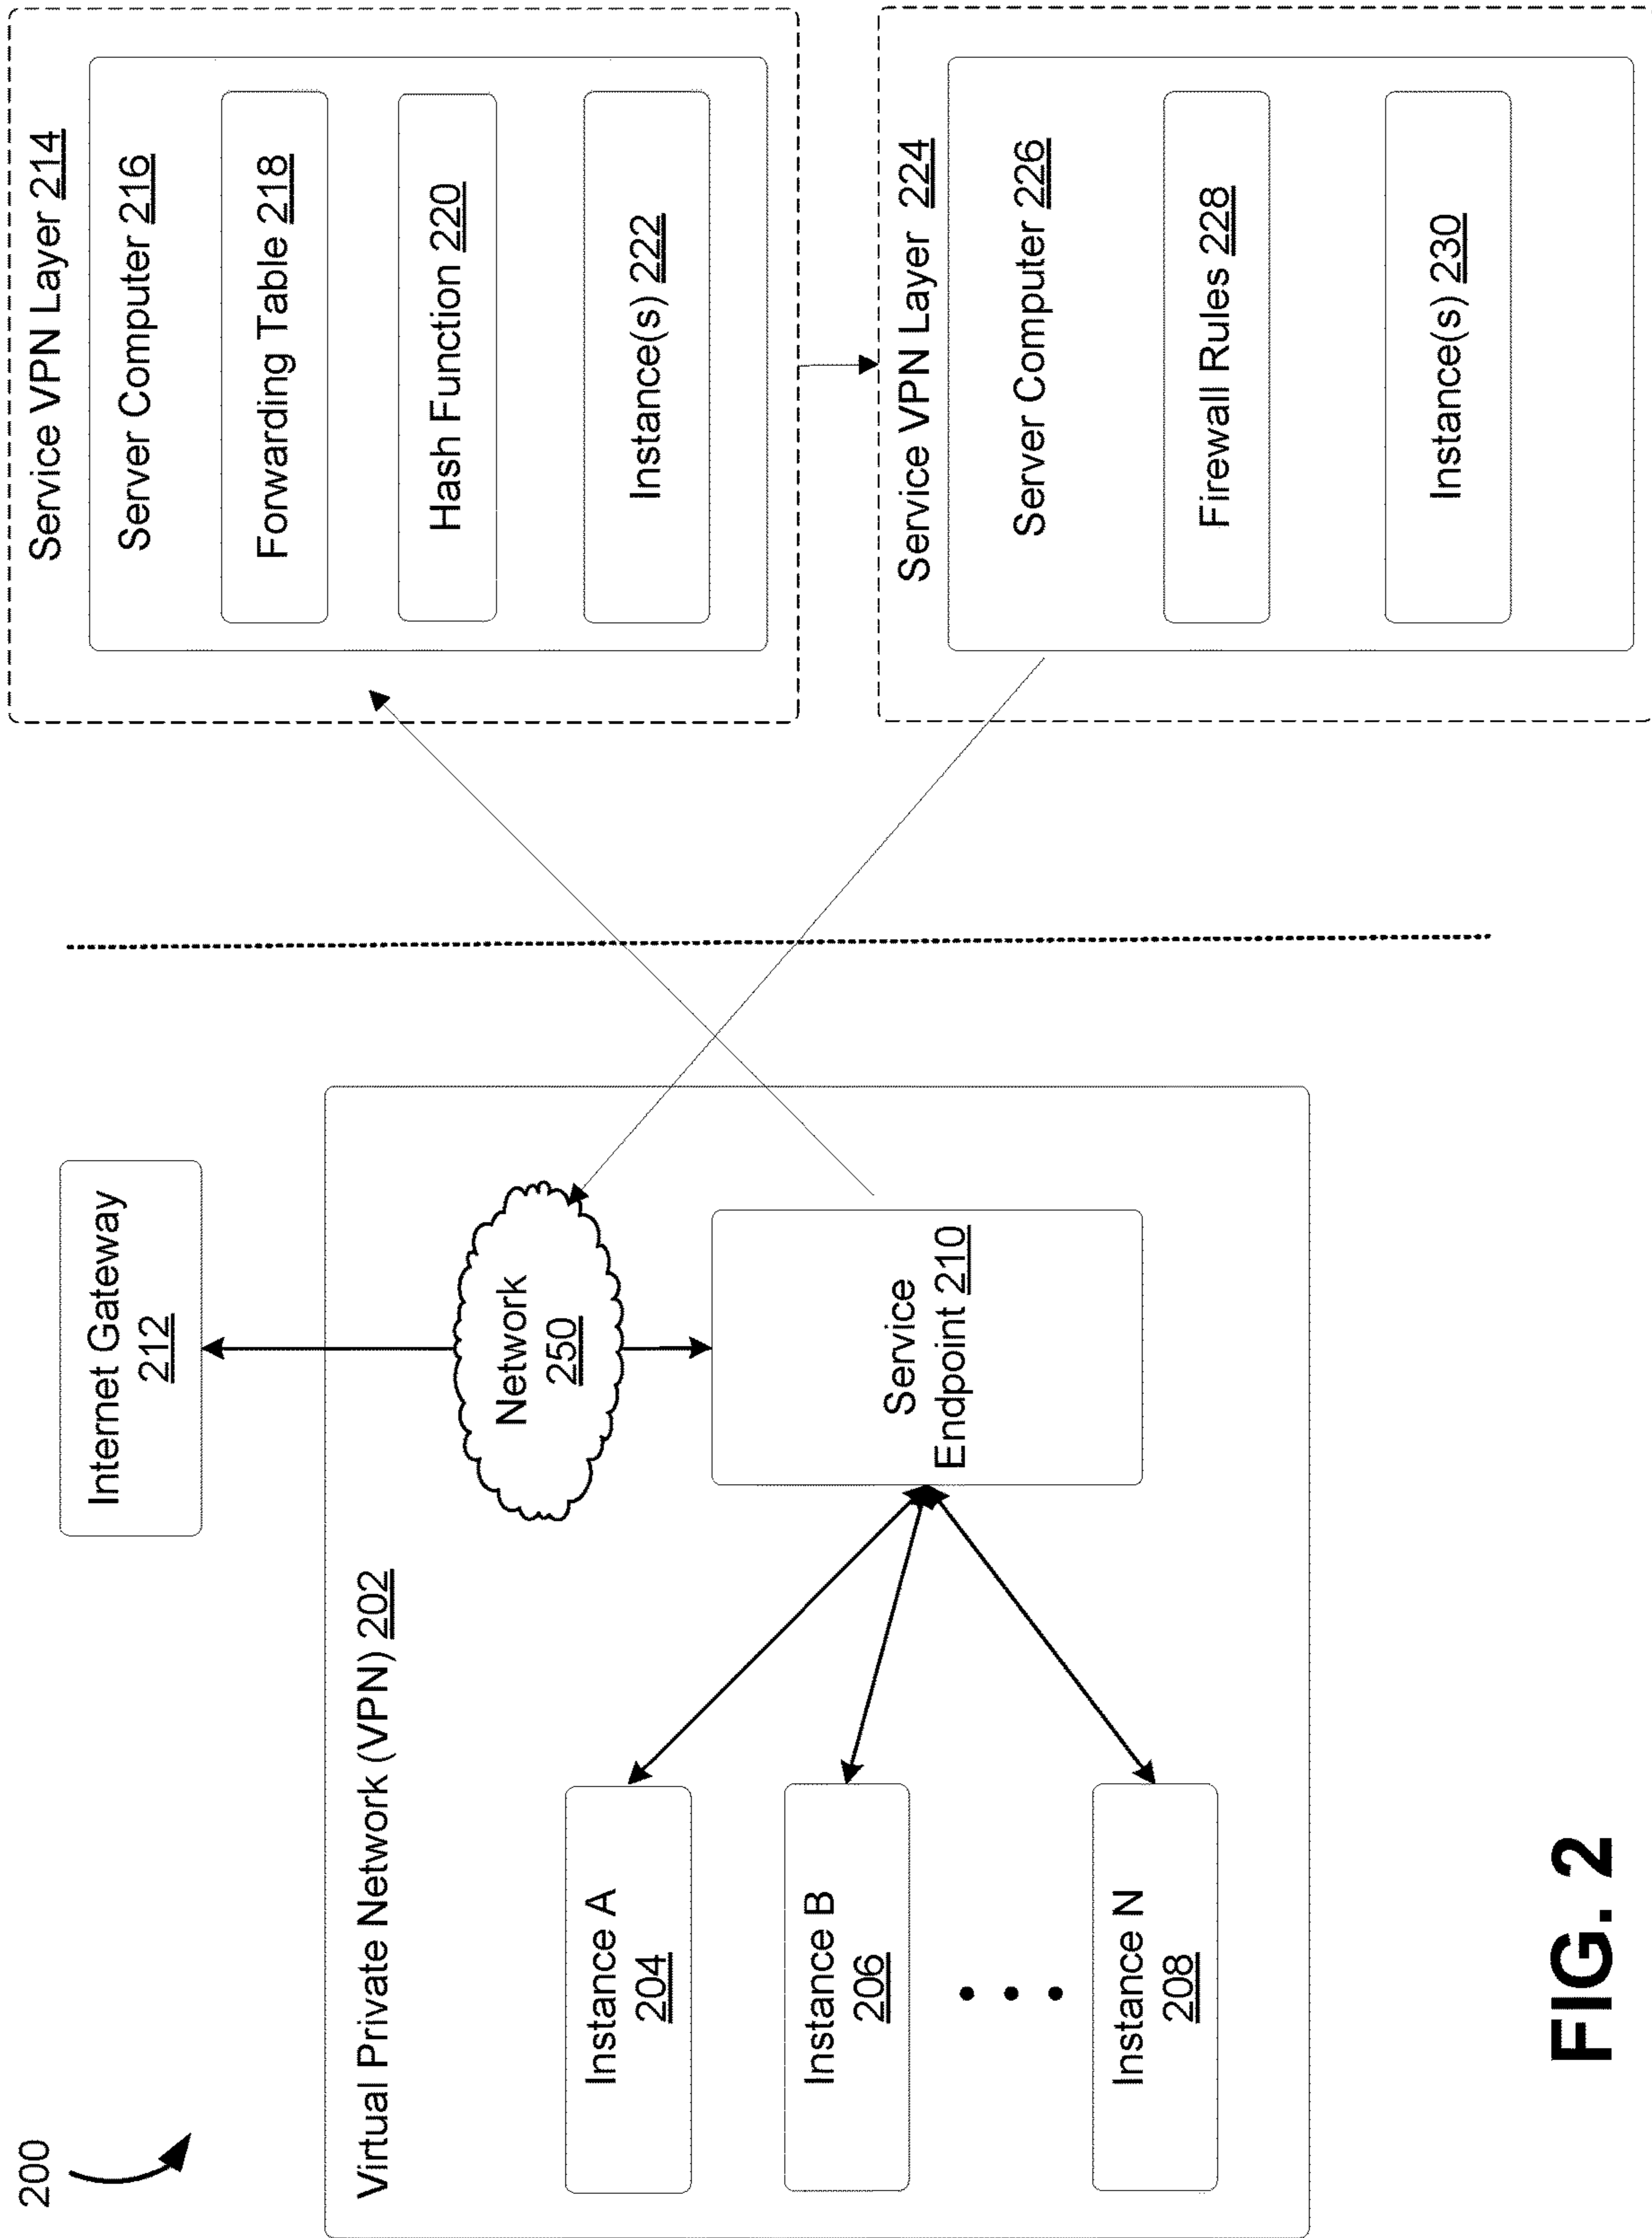 200
Internet Gateway
212
Virtual Private Network (VPN) 202
Network
250
Instance A
204
Instance B
206
Instance N
208
Service
Endpoint 210
Service VPN Layer 214
Server Computer 216
Forwarding Table 218
Hash Function 220
Instance(s) 222
Service VPN Layer 224
Server Computer 226
Firewall Rules 228
Instance(s) 230
FIG. 2